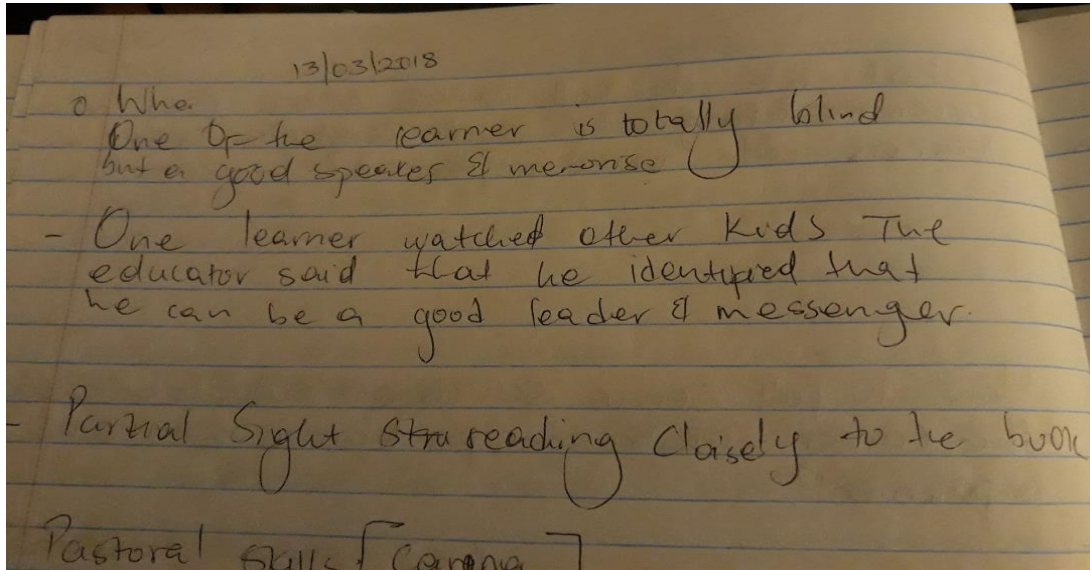 13/03/2018
o Whe
One Of the learner is totally blind
but a good speaker & memorise
- One learner watched other Kids The
educator said that he identified that
he can be a good leader & messenger.
- Partial Sight reading Cloisely to the book
Pastoral skills [Caring]